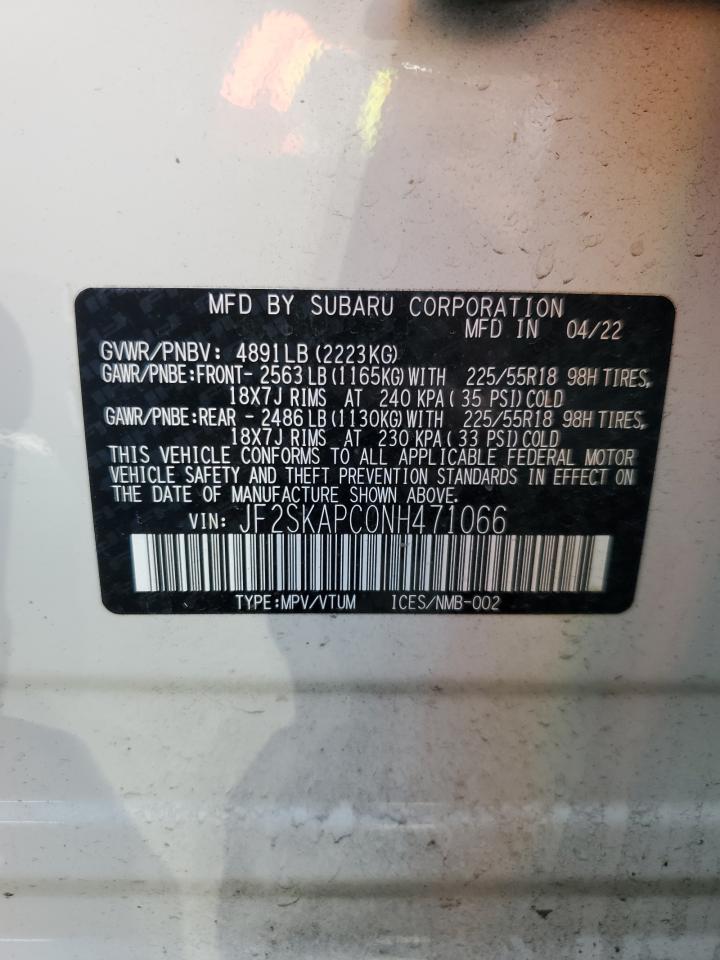 MFD BY SUBARU CORPORATION
MFD IN 04/22
GVWR/PNBV: 4891LB (2223KG)
GAWR/PNBE:FRONT- 2563 LB (1165KG) WITH 225/55R18 98H TIRES,
18X7J RIMS AT 240 KPA ( 35 PSI) COLD
GAWR/PNBE:REAR - 2486 LB (1130KG) WITH 225/55R18 98H TIRES,
18X7J RIMS AT 230 KPA (33 PSI) COLD
THIS VEHICLE CONFORMS TO ALL APPLICABLE FEDERAL MOTOR
VEHICLE SAFETY AND THEFT PREVENTION STANDARDS IN EFFECT ON
THE DATE OF MANUFACTURE SHOWN ABOVE.
VIN: JF2SKAPC0NH471066
TYPE:MPV/VTUM ICES/NMB-002